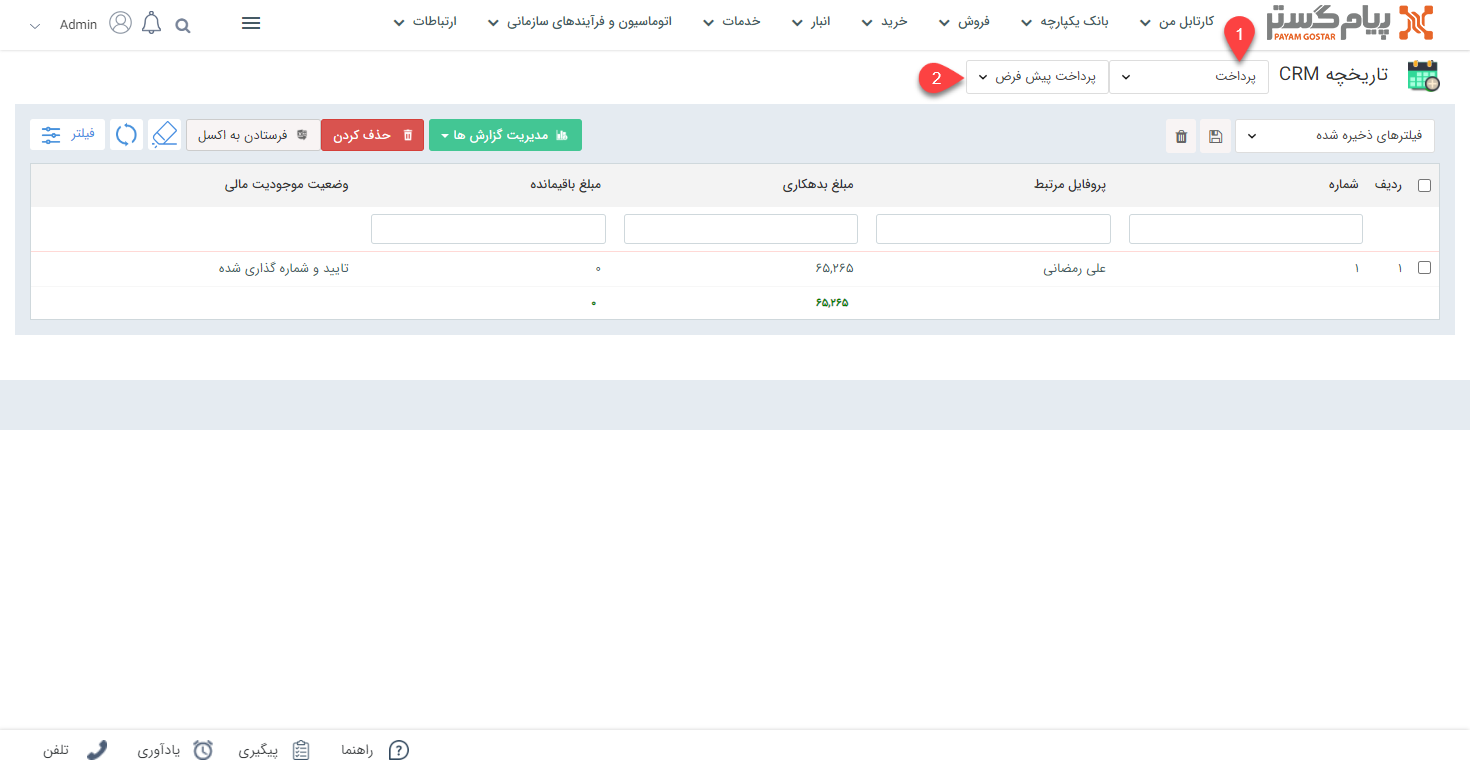 پیام گستر
PAYAM GOSTAR
کارتابل من
بانک یکپارچه
فروش
خرید
انبار
خدمات
اتوماسیون و فرآیندهای سازمانی
ارتباطات
Admin
1
تاریخچه CRM
پرداخت
پرداخت پیش فرض
2
فیلترهای ذخیره شده
مدیریت گزارش ها
حذف کردن
فرستادن به اکسل
فیلتر
ردیف شماره پروفایل مرتبط مبلغ بدهکاری مبلغ باقیمانده وضعیت موجودیت مالی
۱ ۱ علی رمضانی ۶۵,۲۶۵ ۰ تایید و شماره گذاری شده
۶۵,۲۶۵ ۰
راهنما
پیگیری
یادآوری
تلفن